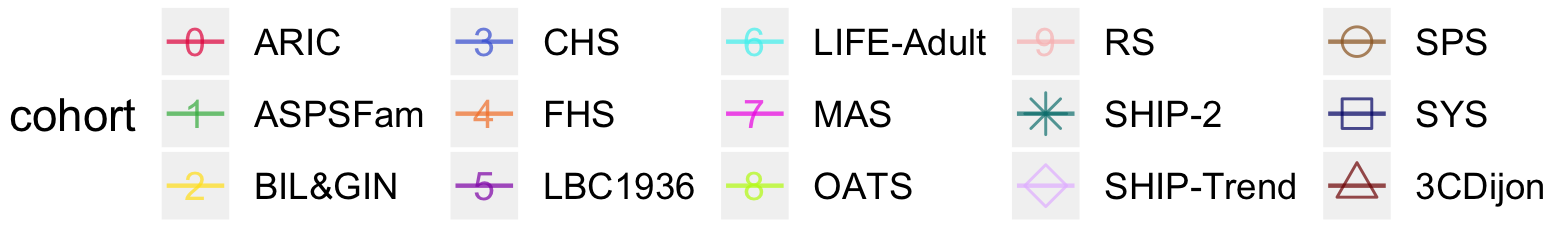 0 ARIC 3 CHS 6 LIFE-Adult 9 RS SPS
cohort 1 ASPSFam 4 FHS 7 MAS SHIP-2 SYS
2 BIL&GIN 5 LBC1936 8 OATS SHIP-Trend 3CDijon